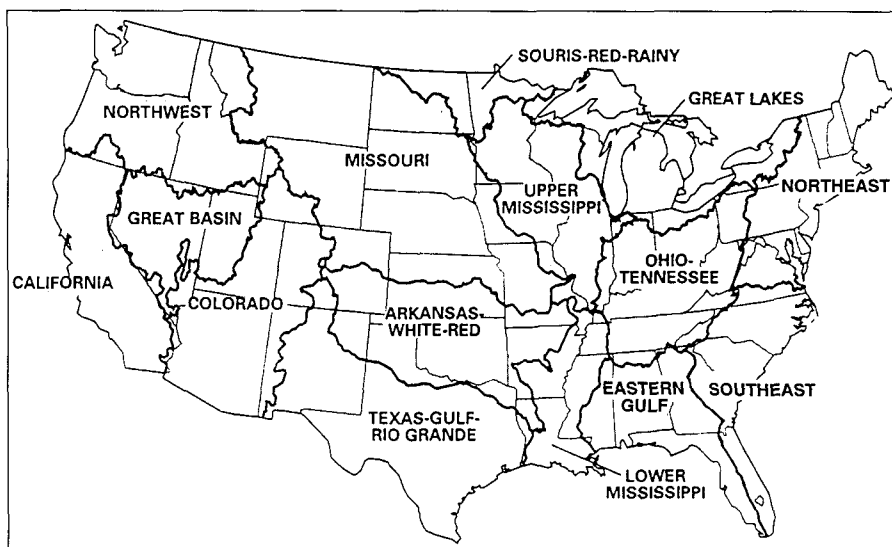 SOURIS-RED-RAINY
GREAT LAKES
NORTHWEST
MISSOURI
UPPER
MISSISSIPPI
NORTHEAST
GREAT BASIN
OHIO-
TENNESSEE
CALIFORNIA
COLORADO
ARKANSAS-
WHITE-RED
EASTERN
GULF
SOUTHEAST
TEXAS-GULF-
RIO GRANDE
LOWER
MISSISSIPPI